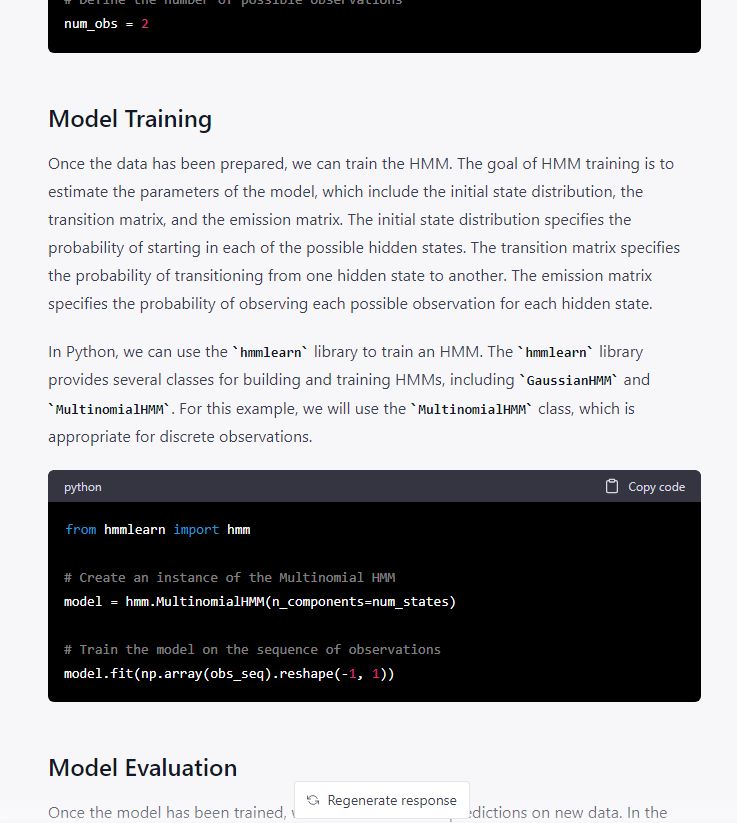 # Define the number of possible observations
num_obs = 2
Model Training
Once the data has been prepared, we can train the HMM. The goal of HMM training is to
estimate the parameters of the model, which include the initial state distribution, the
transition matrix, and the emission matrix. The initial state distribution specifies the
probability of starting in each of the possible hidden states. The transition matrix specifies
the probability of transitioning from one hidden state to another. The emission matrix
specifies the probability of observing each possible observation for each hidden state.
In Python, we can use the `hmmlearn` library to train an HMM. The `hmmlearn` library
provides several classes for building and training HMMs, including `GaussianHMM` and
`MultinomialHMM`. For this example, we will use the `MultinomialHMM` class, which is
appropriate for discrete observations.
python Copy code
from hmmlearn import hmm
# Create an instance of the Multinomial HMM
model = hmm.MultinomialHMM(n_components=num_states)
# Train the model on the sequence of observations
model.fit(np.array(obs_seq).reshape(-1, 1))
Model Evaluation
Regenerate response
Once the model has been trained, on new data. In the